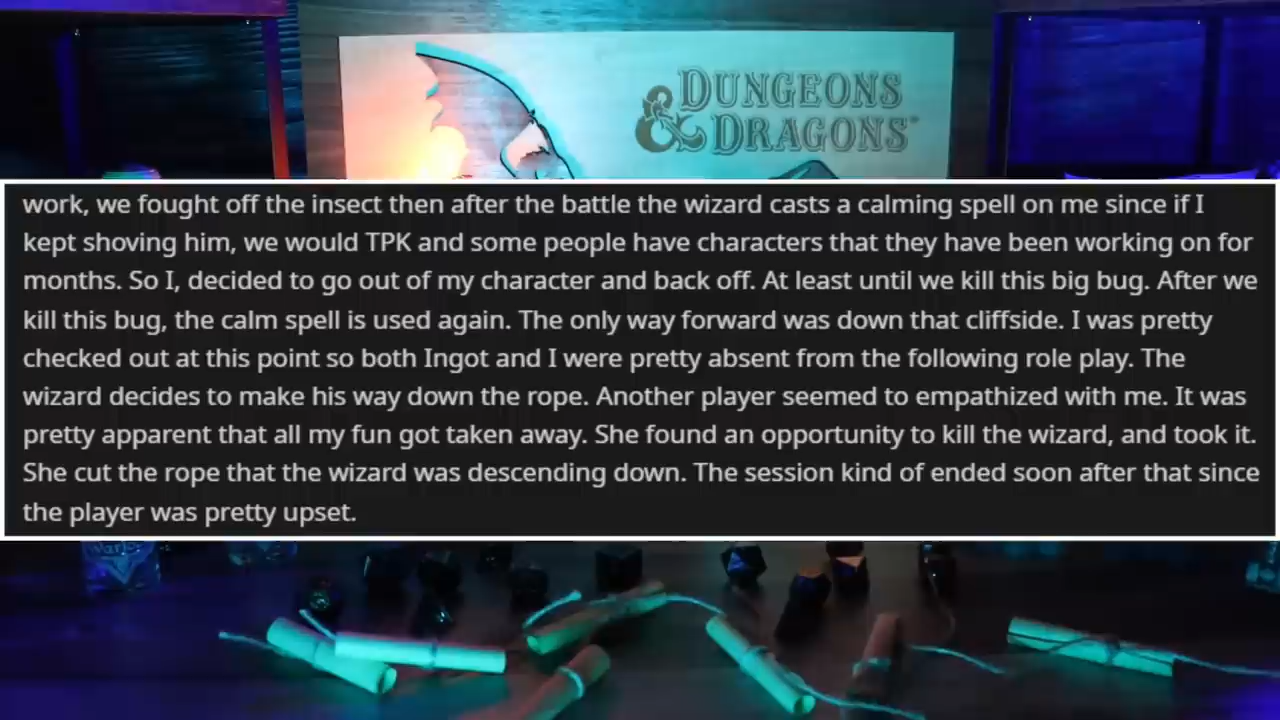 DUNGEONS
& DRAGONS™
work, we fought off the insect then after the battle the wizard casts a calming spell on me since if I
kept shoving him, we would TPK and some people have characters that they have been working on for
months. So I, decided to go out of my character and back off. At least until we kill this big bug. After we
kill this bug, the calm spell is used again. The only way forward was down that cliffside. I was pretty
checked out at this point so both Ingot and I were pretty absent from the following role play. The
wizard decides to make his way down the rope. Another player seemed to empathized with me. It was
pretty apparent that all my fun got taken away. She found an opportunity to kill the wizard, and took it.
She cut the rope that the wizard was descending down. The session kind of ended soon after that since
the player was pretty upset.